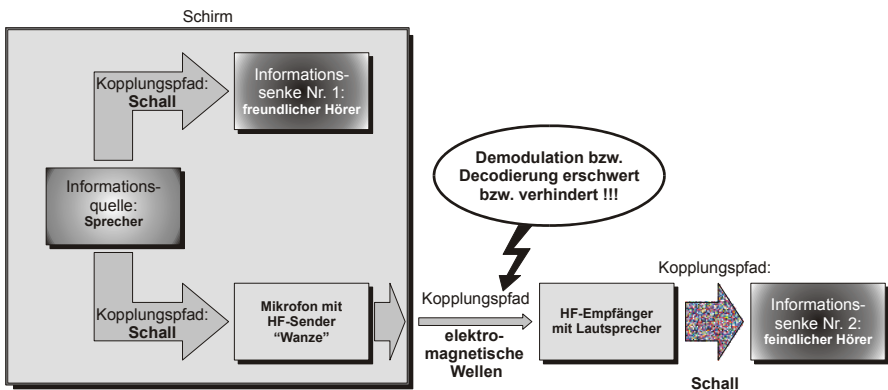 Schirm
Kopplungspfad:
Schall
Informations-
senke Nr. 1:
freundlicher Hörer
Informations-
quelle:
Sprecher
Demodulation bzw.
Decodierung erschwert
bzw. verhindert !!!
Kopplungspfad:
Schall
Mikrofon mit
HF-Sender
“Wanze”
Kopplungspfad
elektro-
magnetische
Wellen
HF-Empfänger
mit Lautsprecher
Kopplungspfad:
Schall
Informations-
senke Nr. 2:
feindlicher Hörer